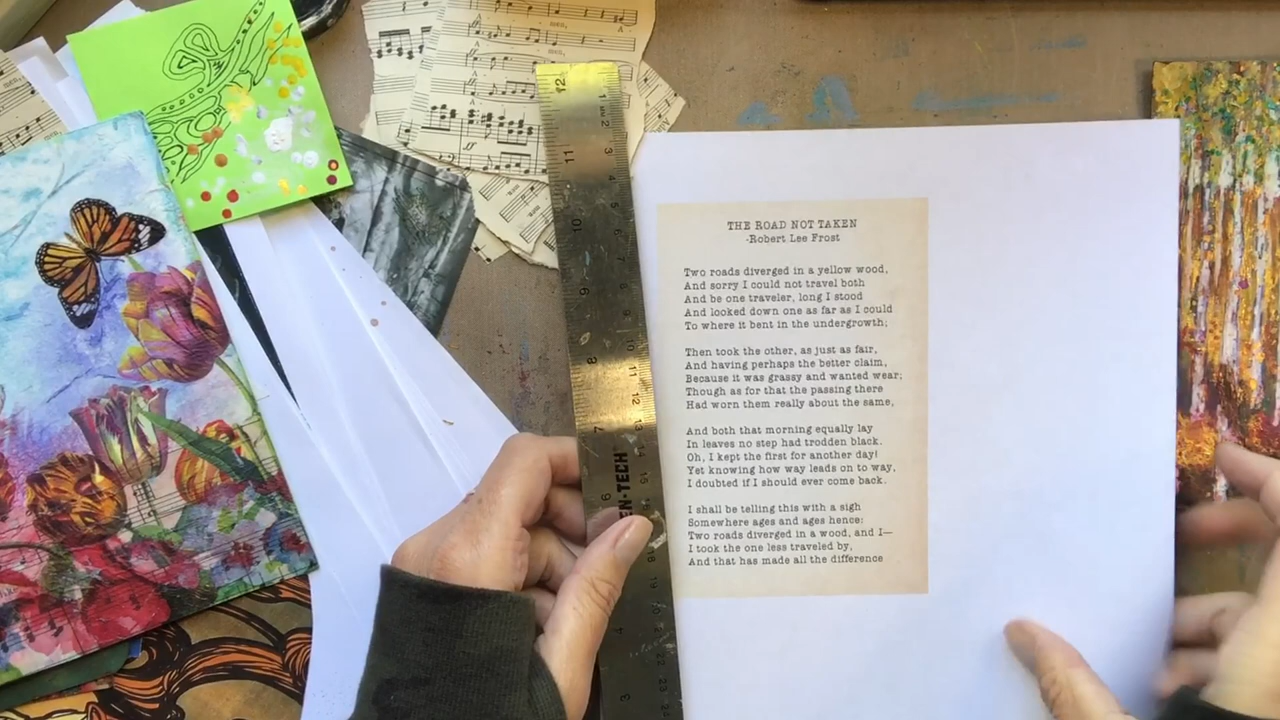 THE ROAD NOT TAKEN
-Robert Lee Frost
Two roads diverged in a yellow wood,
And sorry I could not travel both
And be one traveler, long I stood
And looked down one as far as I could
To where it bent in the undergrowth;
Then took the other, as just as fair,
And having perhaps the better claim,
Because it was grassy and wanted wear;
Though as for that the passing there
Had worn them really about the same,
And both that morning equally lay
In leaves no step had trodden black.
Oh, I kept the first for another day!
Yet knowing how way leads on to way,
I doubted if I should ever come back.
I shall be telling this with a sigh
Somewhere ages and ages hence:
Two roads diverged in a wood, and I—
I took the one less traveled by,
And that has made all the difference
EN-TECH